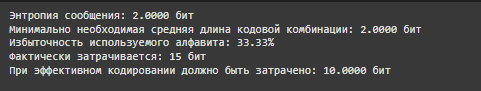 Энтропия сообщения: 2.0000 бит
Минимально необходимая средняя длина кодовой комбинации: 2.0000 бит
Избыточность используемого алфавита: 33.33%
Фактически затрачивается: 15 бит
При эффективном кодировании должно быть затрачено: 10.0000 бит